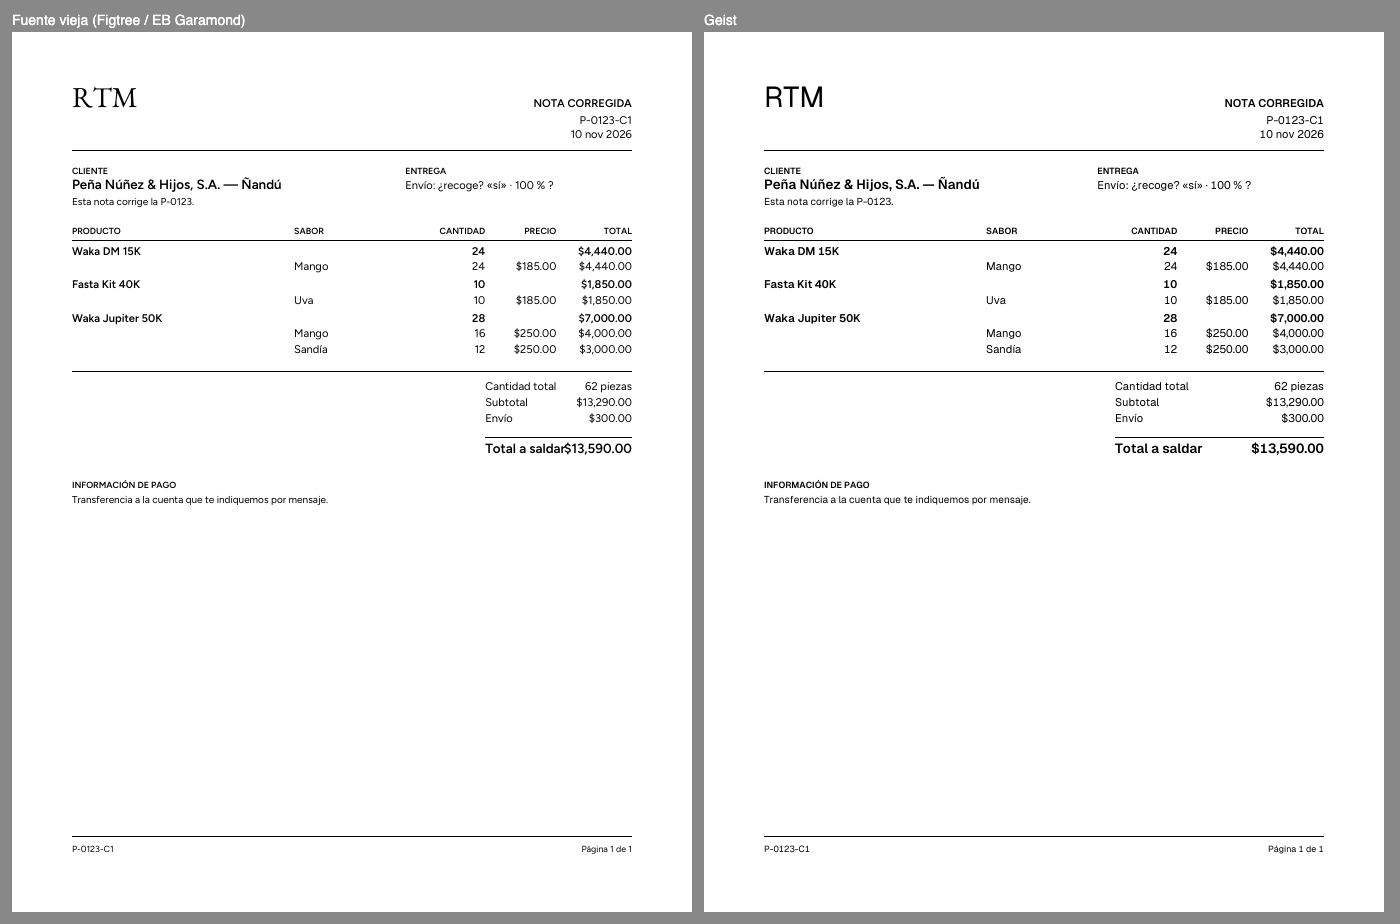 Fuente vieja (Figtree / EB Garamond)
RTM
NOTA CORREGIDA
P-0123-C1
10 nov 2026
CLIENTE ENTREGA
Peña Núñez & Hijos, S.A. — Ñandú Envío: ¿recoge? «sí» · 100 % ?
Esta nota corrige la P-0123.
PRODUCTO SABOR CANTIDAD PRECIO TOTAL
Waka DM 15K 24 $4,440.00
Mango 24 $185.00 $4,440.00
Fasta Kit 40K 10 $1,850.00
Uva 10 $185.00 $1,850.00
Waka Jupiter 50K 28 $7,000.00
Mango 16 $250.00 $4,000.00
Sandía 12 $250.00 $3,000.00
Cantidad total 62 piezas
Subtotal $13,290.00
Envío $300.00
Total a saldar$13,590.00
INFORMACIÓN DE PAGO
Transferencia a la cuenta que te indiquemos por mensaje.
P-0123-C1 Página 1 de 1
Geist
RTM
NOTA CORREGIDA
P-0123-C1
10 nov 2026
CLIENTE ENTREGA
Peña Núñez & Hijos, S.A. — Ñandú Envío: ¿recoge? «sí» · 100 % ?
Esta nota corrige la P-0123.
PRODUCTO SABOR CANTIDAD PRECIO TOTAL
Waka DM 15K 24 $4,440.00
Mango 24 $185.00 $4,440.00
Fasta Kit 40K 10 $1,850.00
Uva 10 $185.00 $1,850.00
Waka Jupiter 50K 28 $7,000.00
Mango 16 $250.00 $4,000.00
Sandía 12 $250.00 $3,000.00
Cantidad total 62 piezas
Subtotal $13,290.00
Envío $300.00
Total a saldar $13,590.00
INFORMACIÓN DE PAGO
Transferencia a la cuenta que te indiquemos por mensaje.
P-0123-C1 Página 1 de 1